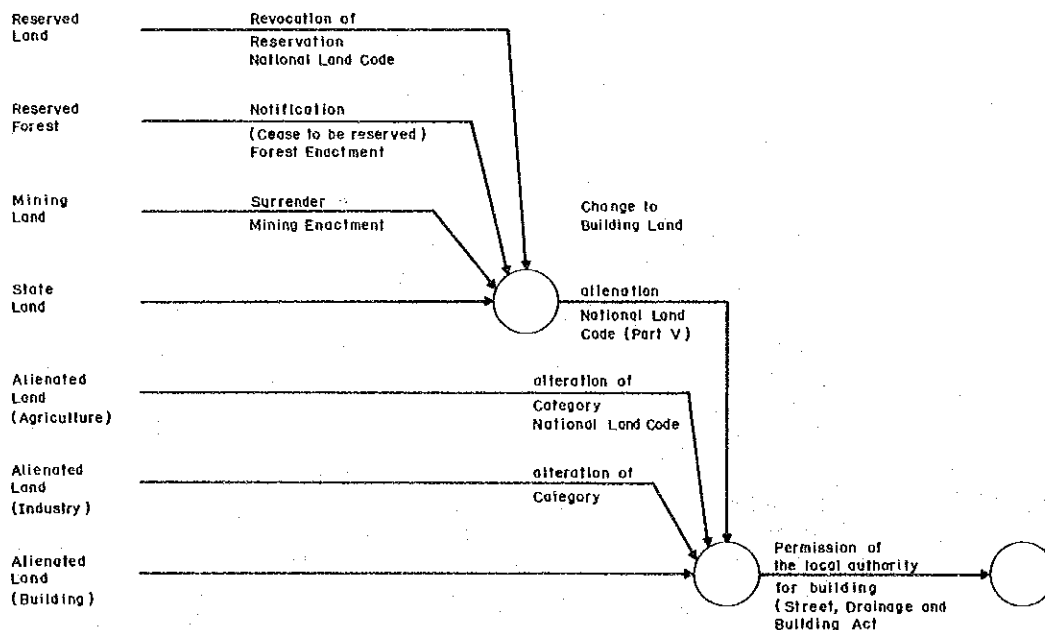 Reserved
Land
Revocation of
Reservation
National Land Code
Reserved
Forest
Notification
(Cease to be reserved)
Forest Enactment
Mining
Land
Surrender
Mining Enactment
Change to
Building Land
State
Land
alienation
National Land
Code (Part V)
Alienated
Land
(Agriculture)
alteration of
Category
National Land Code
Alienated
Land
(Industry)
alteration of
Category
Alienated
Land
(Building)
Permission of
the local authority
for building
(Street, Drainage and
Building Act